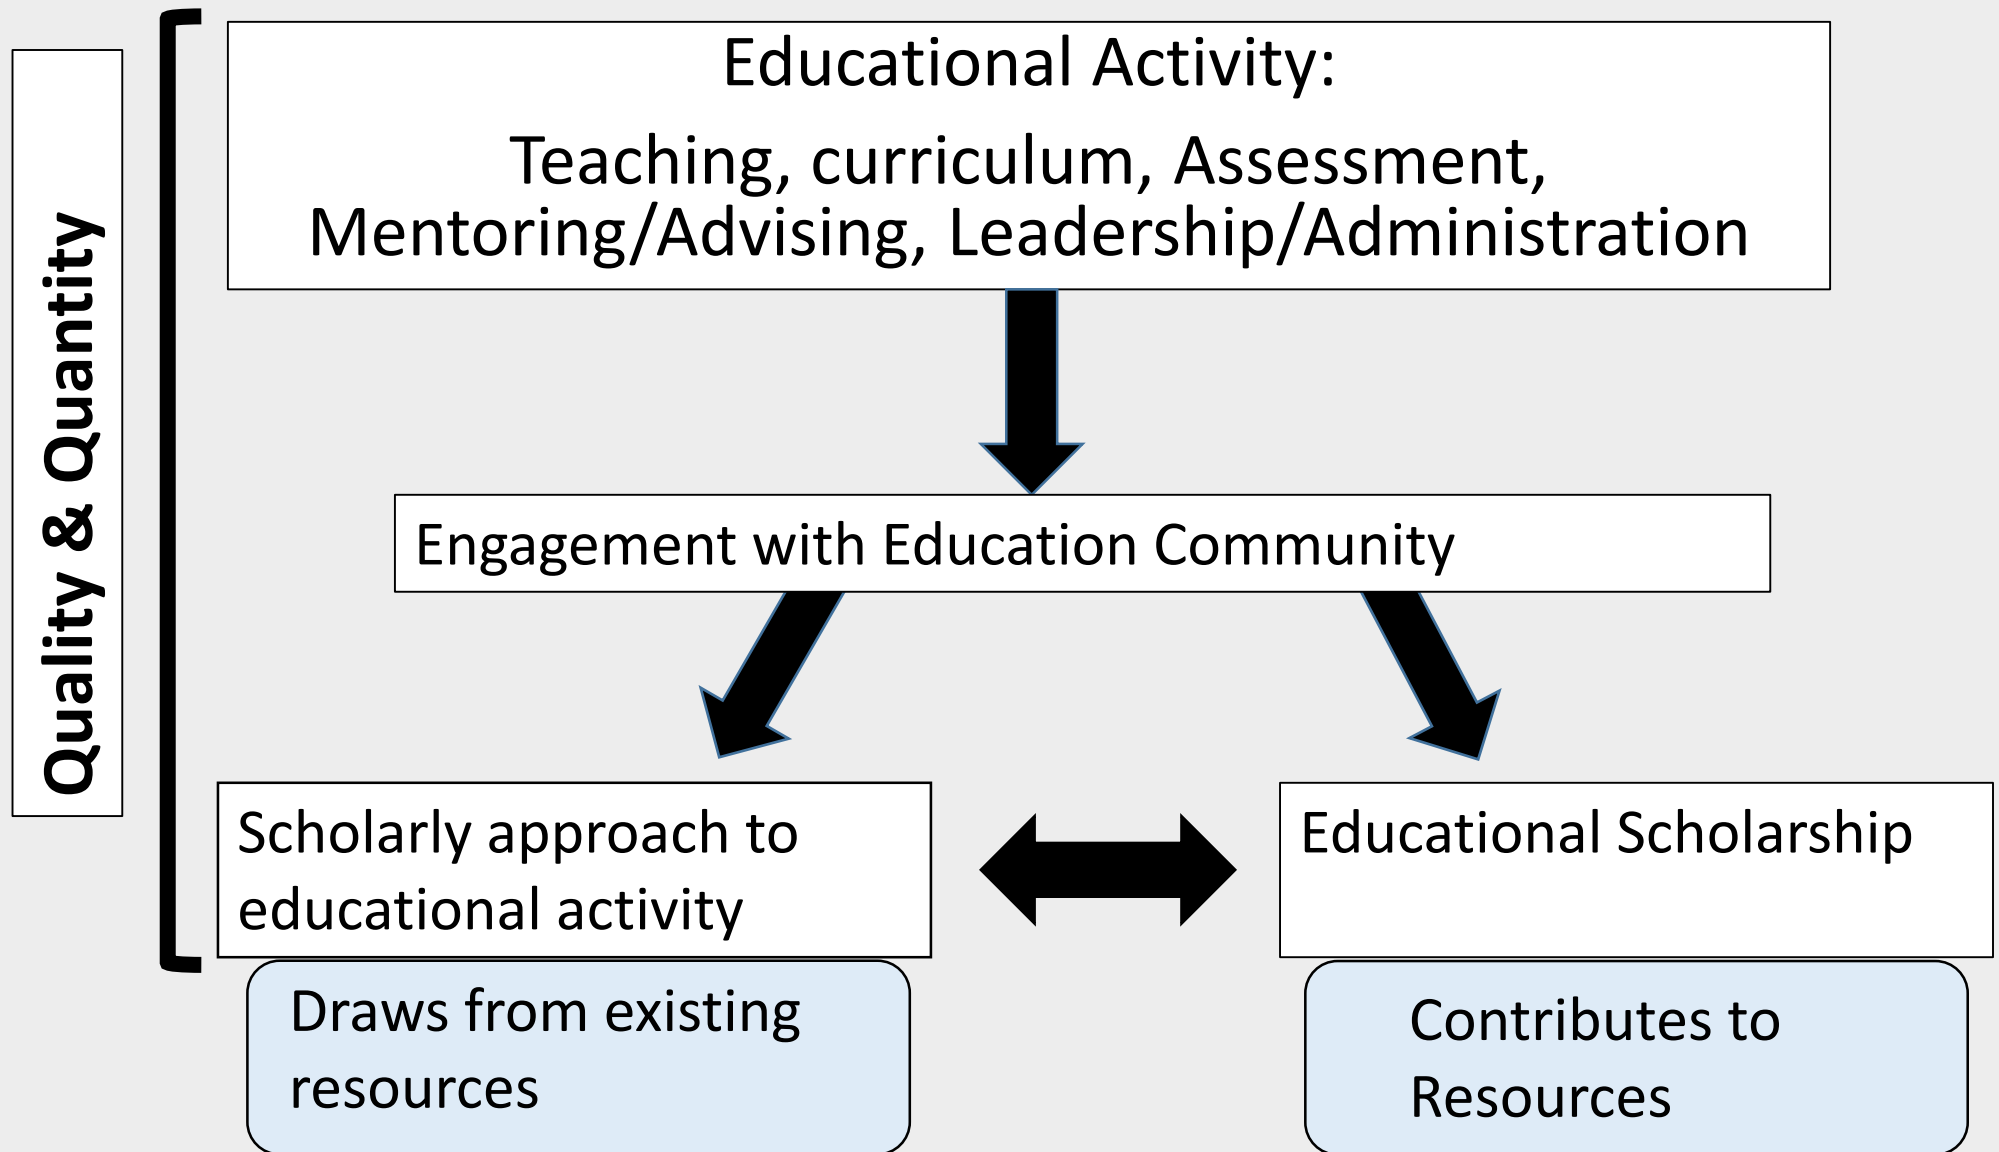 Quality & Quantity
Educational Activity:
Teaching, curriculum, Assessment,
Mentoring/Advising, Leadership/Administration
Engagement with Education Community
Scholarly approach to
educational activity
Educational Scholarship
Draws from existing
resources
Contributes to
Resources